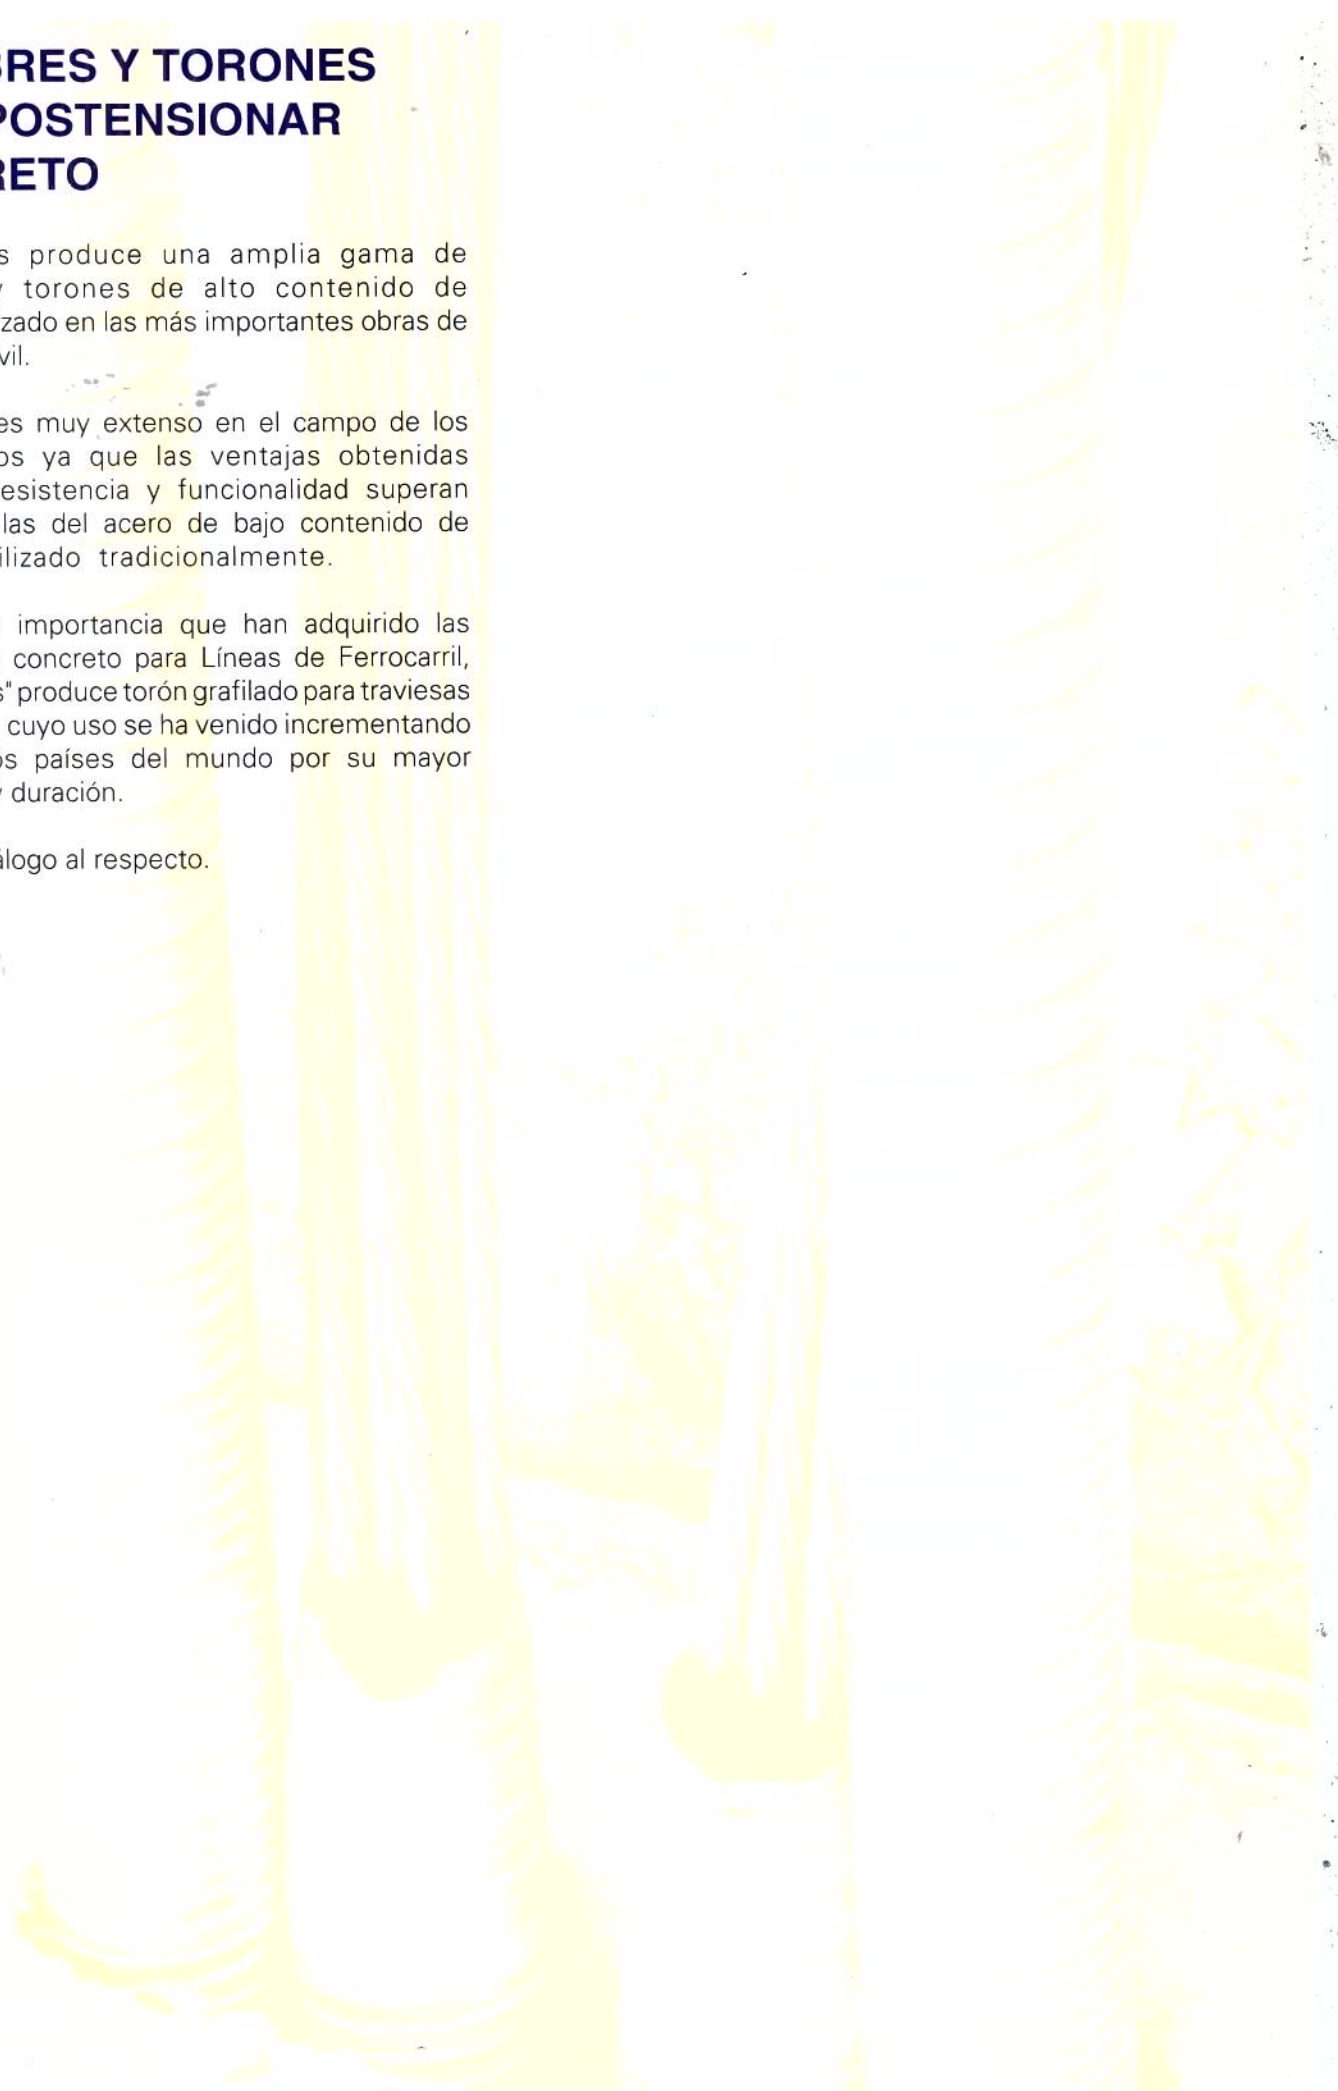 BRES Y TORONES
POSTENSIONAR
RETO
s produce una amplia gama de
y torones de alto contenido de
zado en las más importantes obras de
vil.
es muy extenso en el campo de los
os ya que las ventajas obtenidas
esistencia y funcionalidad superan
las del acero de bajo contenido de
ilizado tradicionalmente.
importancia que han adquirido las
concreto para Líneas de Ferrocarril,
s" produce torón grafilado para traviesas
cuyo uso se ha venido incrementando
os países del mundo por su mayor
y duración.
álogo al respecto.